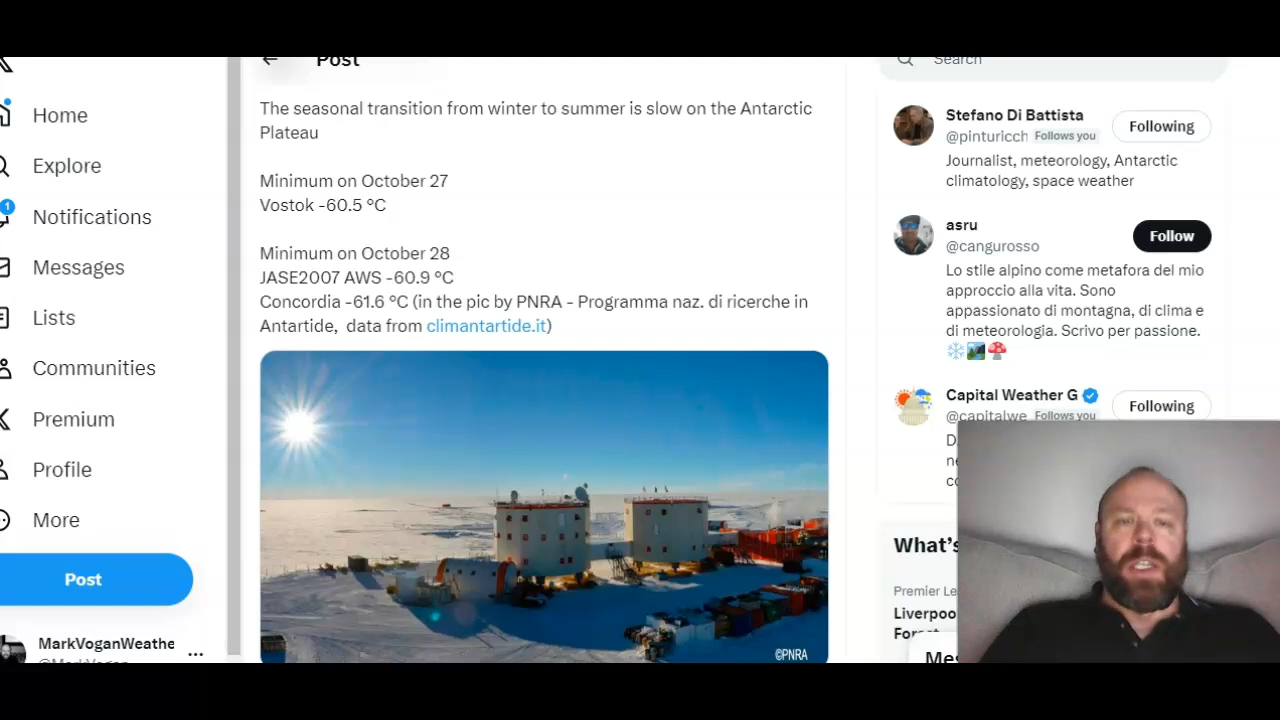 Post
Search
Home
Explore
1
Notifications
Messages
Lists
Communities
Premium
Profile
More
Post
MarkVoganWeathe
@MarkVogan
The seasonal transition from winter to summer is slow on the Antarctic
Plateau
Minimum on October 27
Vostok -60.5 °C
Minimum on October 28
JASE2007 AWS -60.9 °C
Concordia -61.6 °C (in the pic by PNRA - Programma naz. di ricerche in
Antartide, data from climantartide.it)
©PNRA
Stefano Di Battista
@pinturicch Follows you
Following
Journalist, meteorology, Antarctic
climatology, space weather
asru
@cangurosso
Follow
Lo stile alpino come metafora del mio
approccio alla vita. Sono
appassionato di montagna, di clima e
di meteorologia. Scrivo per passione.
Capital Weather G
@capitalwe Follows you
Following
What's
Premier Le
Liverpoo